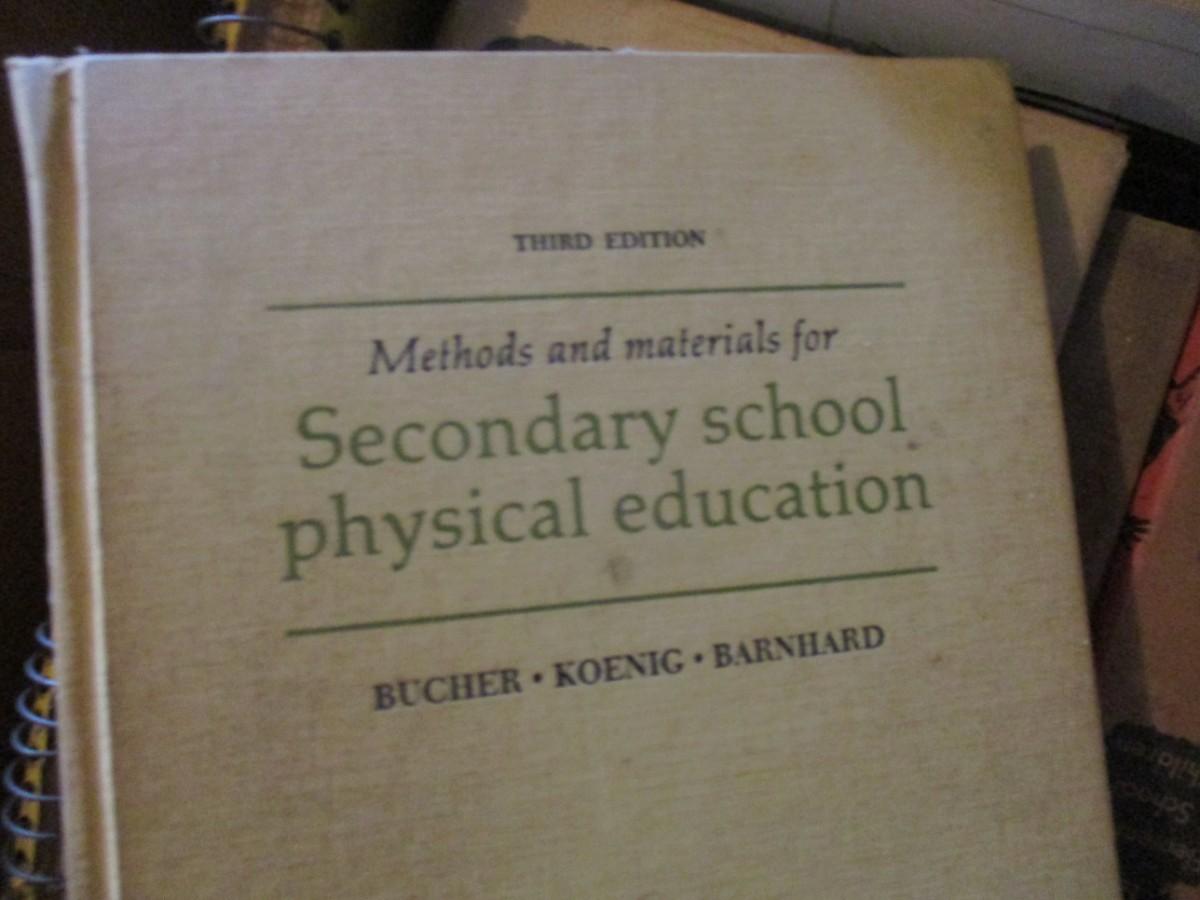 THIRD EDITION
Methods and materials for
Secondary school
physical education
BUCHER • KOENIG • BARNHARD